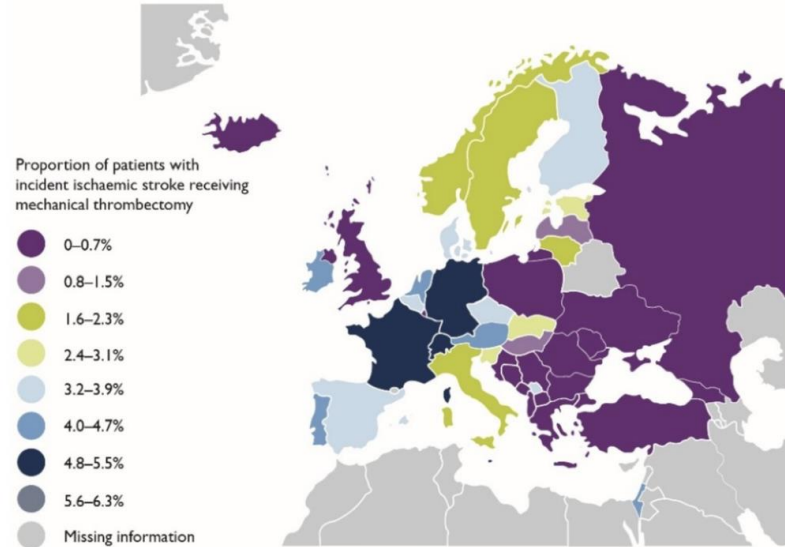 Proportion of patients with
incident ischaemic stroke receiving
mechanical thrombectomy
0–0.7%
0.8–1.5%
1.6–2.3%
2.4–3.1%
3.2–3.9%
4.0–4.7%
4.8–5.5%
5.6–6.3%
Missing information